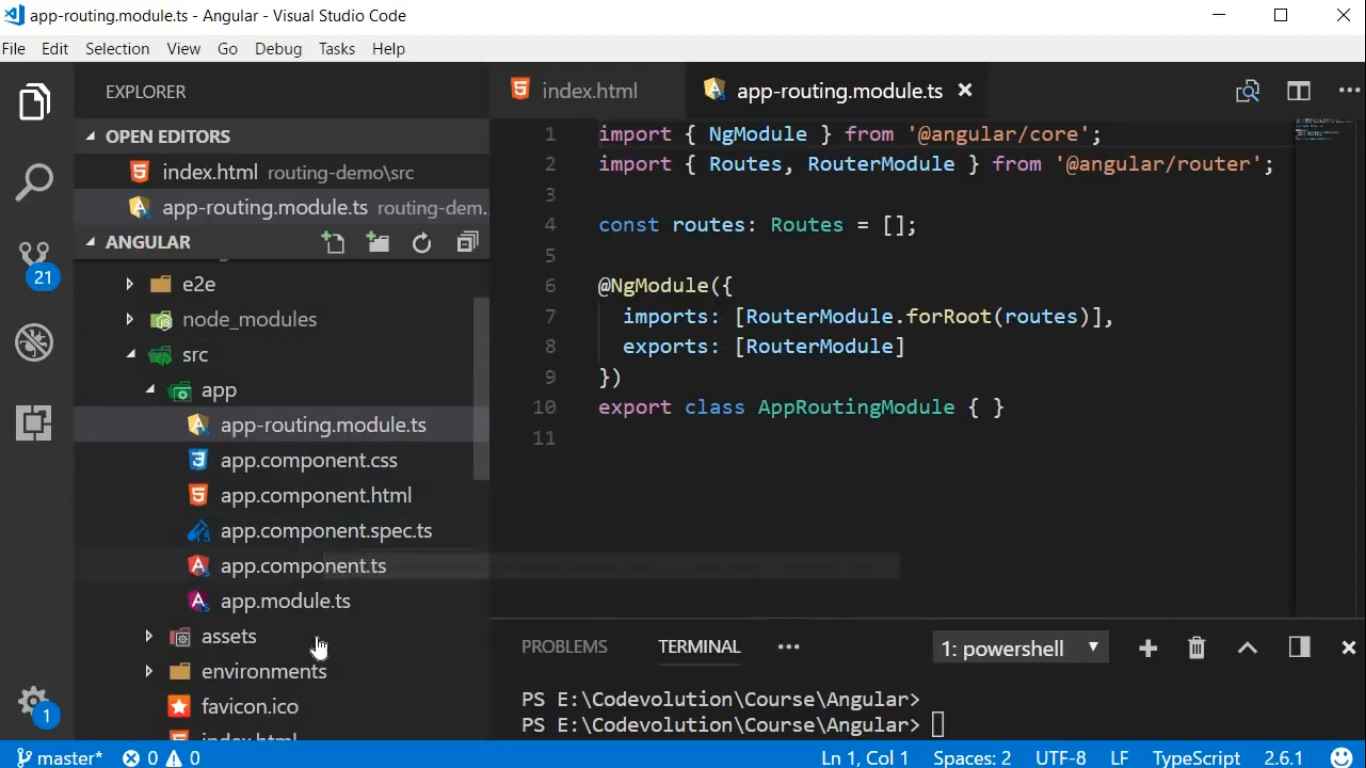 app-routing.module.ts - Angular - Visual Studio Code
File Edit Selection View Go Debug Tasks Help
EXPLORER
OPEN EDITORS
index.html routing-demo\src
app-routing.module.ts routing-dem.
ANGULAR
e2e
node_modules
src
app
app-routing.module.ts
app.component.css
app.component.html
app.component.spec.ts
app.component.ts
app.module.ts
assets
environments
favicon.ico
index.html
21
1
index.html app-routing.module.ts
1 import { NgModule } from '@angular/core';
2 import { Routes, RouterModule } from '@angular/router';
3
4 const routes: Routes = [];
5
6 @NgModule({
7 imports: [RouterModule.forRoot(routes)],
8 exports: [RouterModule]
9 })
10 export class AppRoutingModule { }
11
PROBLEMS TERMINAL ••• 1: powershell
PS E:\Codevolution\Course\Angular>
PS E:\Codevolution\Course\Angular>
master* 0 0 Ln 1, Col 1 Spaces: 2 UTF-8 LF TypeScript 2.6.1